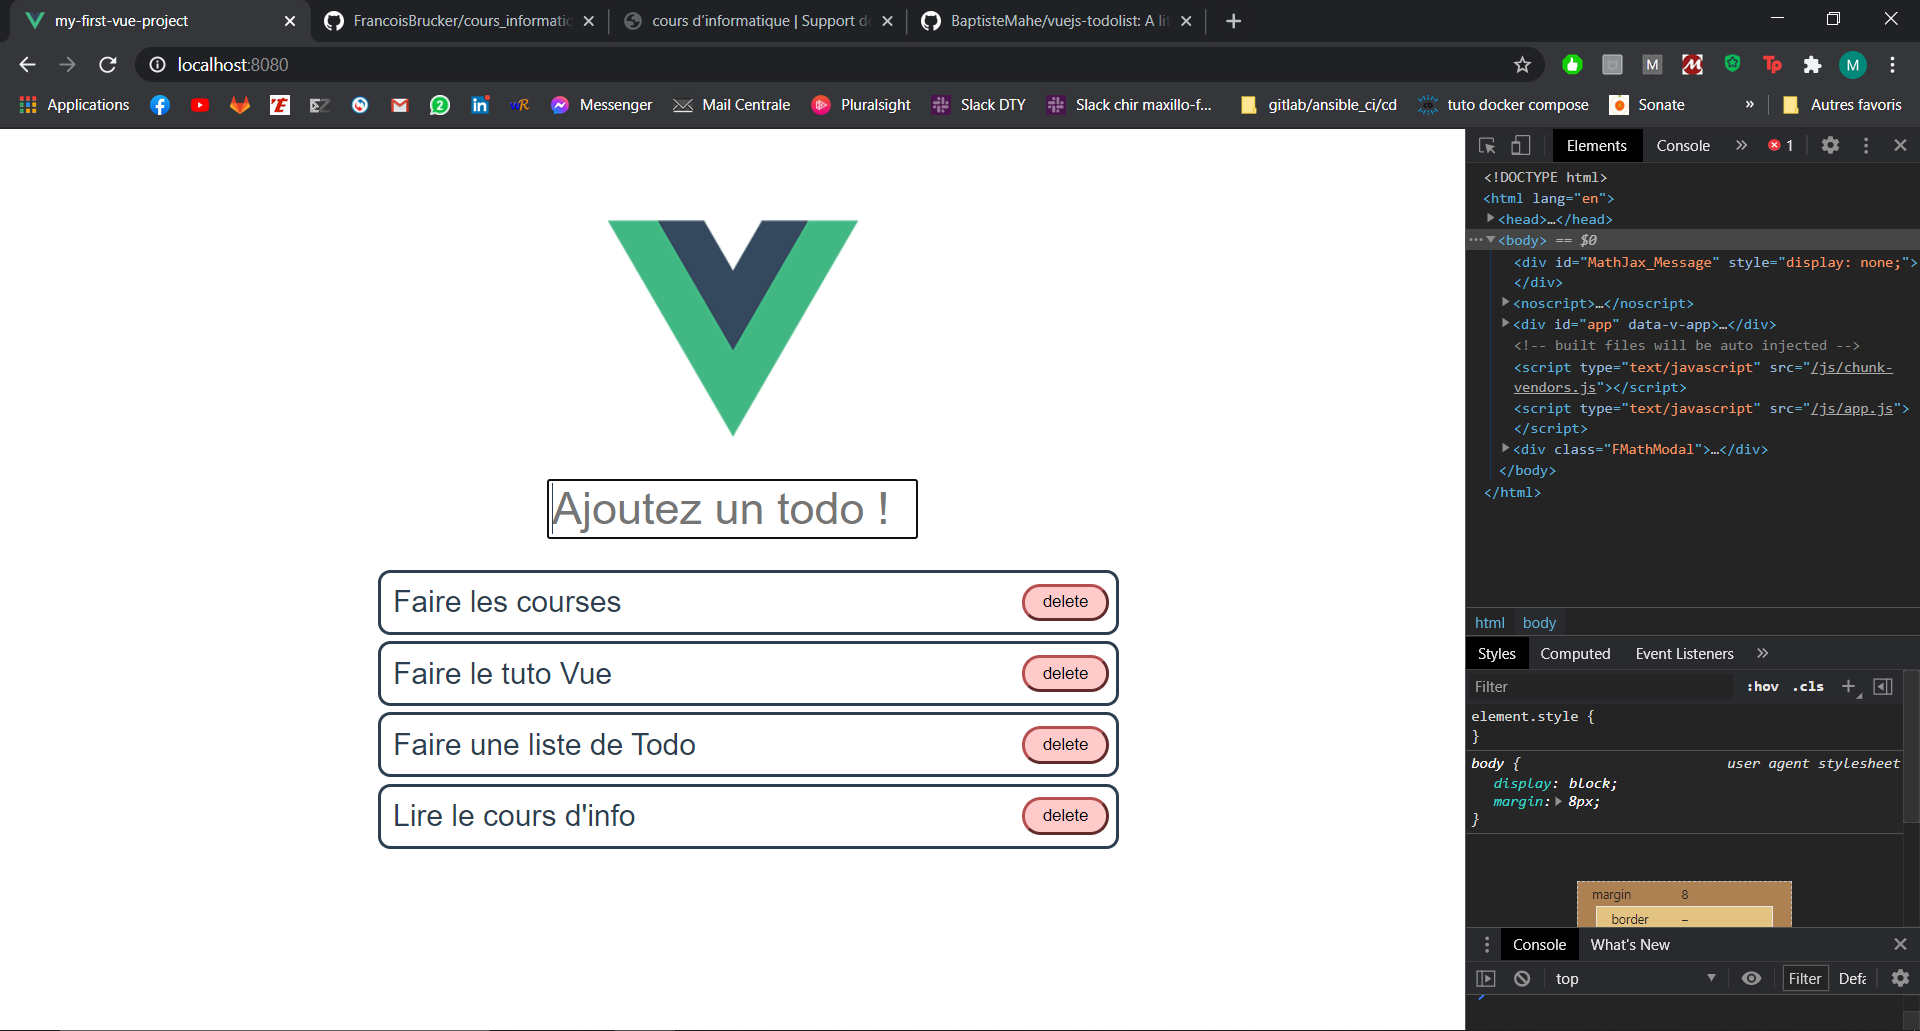 my-first-vue-project
FrancoisBrucker/cours_informatic
cours d'informatique | Support de
BaptisteMahe/vuejs-todolist: A lit
localhost:8080
M
Applications
Messenger
Mail Centrale
Pluralsight
Slack DTY
Slack chir maxillo-f...
gitlab/ansible_ci/cd
tuto docker compose
Sonate
»
Autres favoris
Ajoutez un todo !
Faire les courses
delete
Faire le tuto Vue
delete
Faire une liste de Todo
delete
Lire le cours d'info
delete
Elements
Console
»
1
<!DOCTYPE html>
<html lang="en">
<head>…</head>
<body> == $0
<div id="MathJax_Message" style="display: none;">
</div>
<noscript>…</noscript>
<div id="app" data-v-app>…</div>
<!-- built files will be auto injected -->
<script type="text/javascript" src="/js/chunk-
vendors.js"></script>
<script type="text/javascript" src="/js/app.js">
</script>
<div class="FMathModal">…</div>
</body>
</html>
html body
Styles
Computed
Event Listeners
»
Filter
:hov
.cls
element.style {
}
body {
user agent stylesheet
display: block;
margin: 8px;
}
margin
8
border
–
Console
What's New
top
Filter